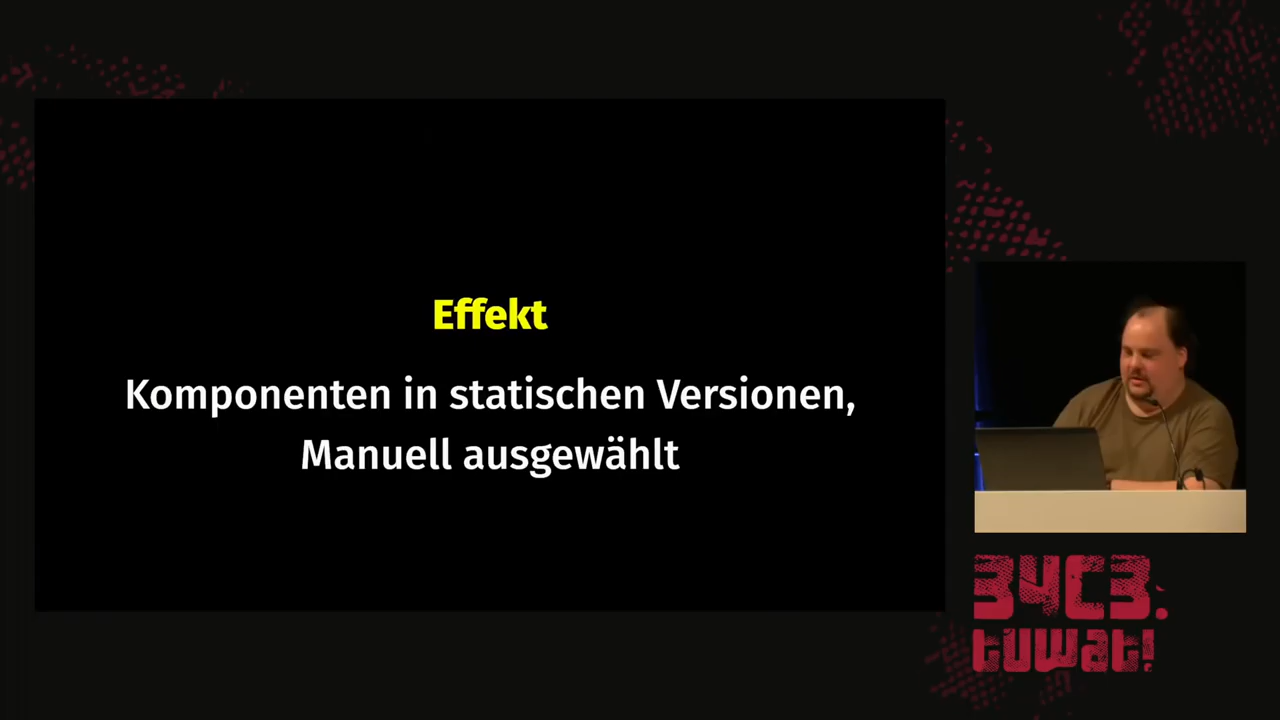 Effekt
Komponenten in statischen Versionen,
Manuell ausgewählt
34C3.
tuwat!